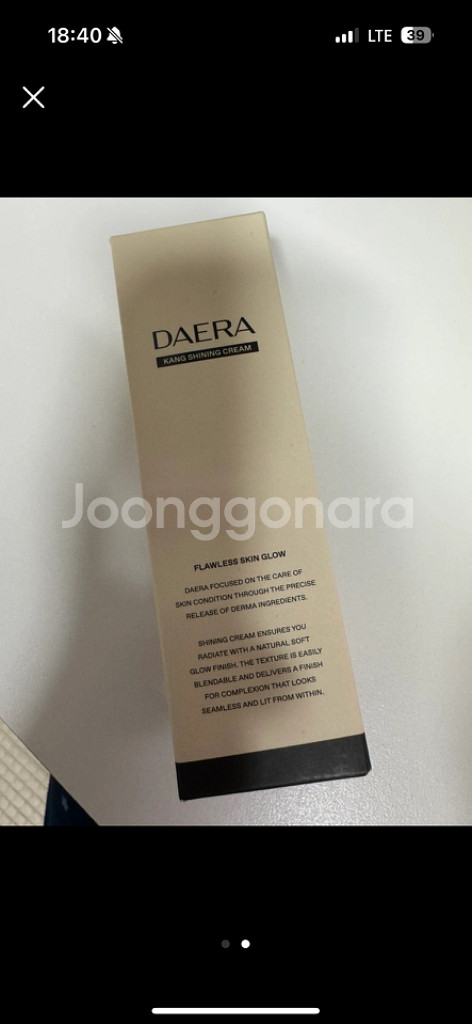 18:40
LTE 39
DAERA
KANG SHINING CREAM
Joonggonara
FLAWLESS SKIN GLOW
DAERA FOCUSED ON THE CARE OF
SKIN CONDITION THROUGH THE PRECISE
RELEASE OF DERMA INGREDIENTS.
SHINING CREAM ENSURES YOU
RADIATE WITH A NATURAL SOFT
GLOW FINISH. THE TEXTURE IS EASILY
BLENDABLE AND DELIVERS A FINISH
FOR COMPLEXION THAT LOOKS
SEAMLESS AND LIT FROM WITHIN.